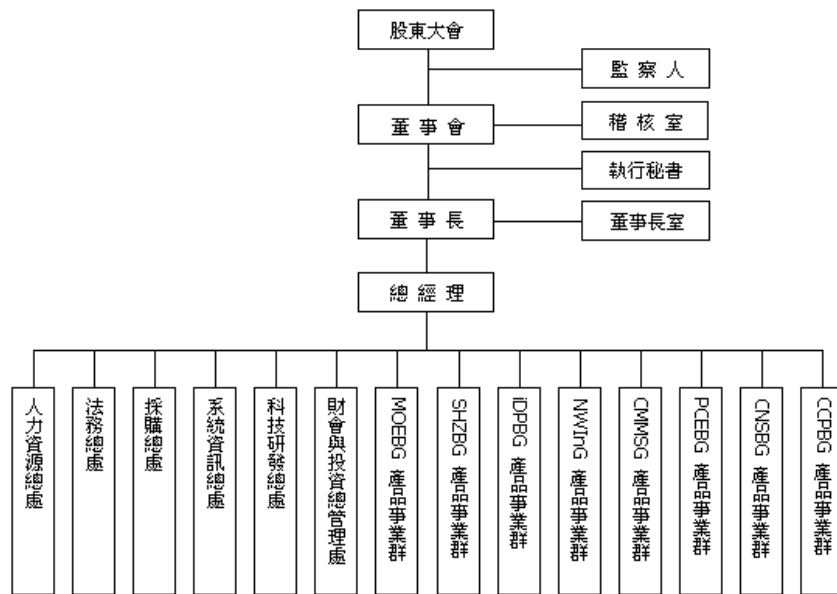 股東大會
監察人
董事會
稽核室
執行秘書
董事長
董事長室
總經理
人力資源總處
法務總處
採購總處
系統資訊總處
科技研發總處
財會與投資總管理處
MOEBG 產品事業群
SHZBG 產品事業群
iDPBG 產品事業群
NWInG 產品事業群
CMMSG 產品事業群
PCEBG 產品事業群
CNSBG 產品事業群
CCPBG 產品事業群